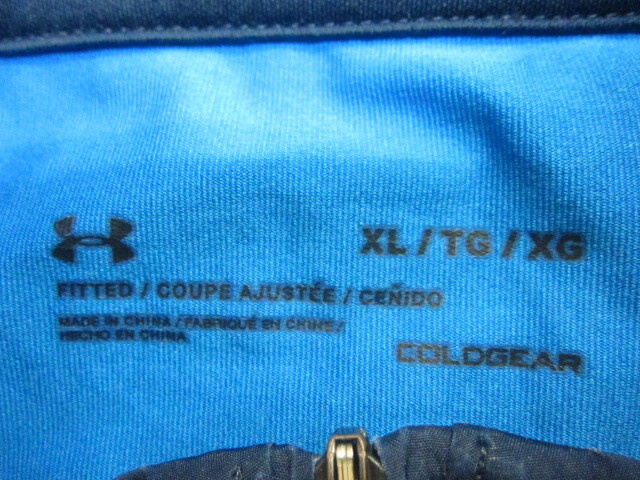 XL / TG / XG
FITTED / COUPE AJUSTÉE / CEÑIDO
MADE IN CHINA / FABRIQUÉ EN CHINE /
HECHO EN CHINA
COLDGEAR